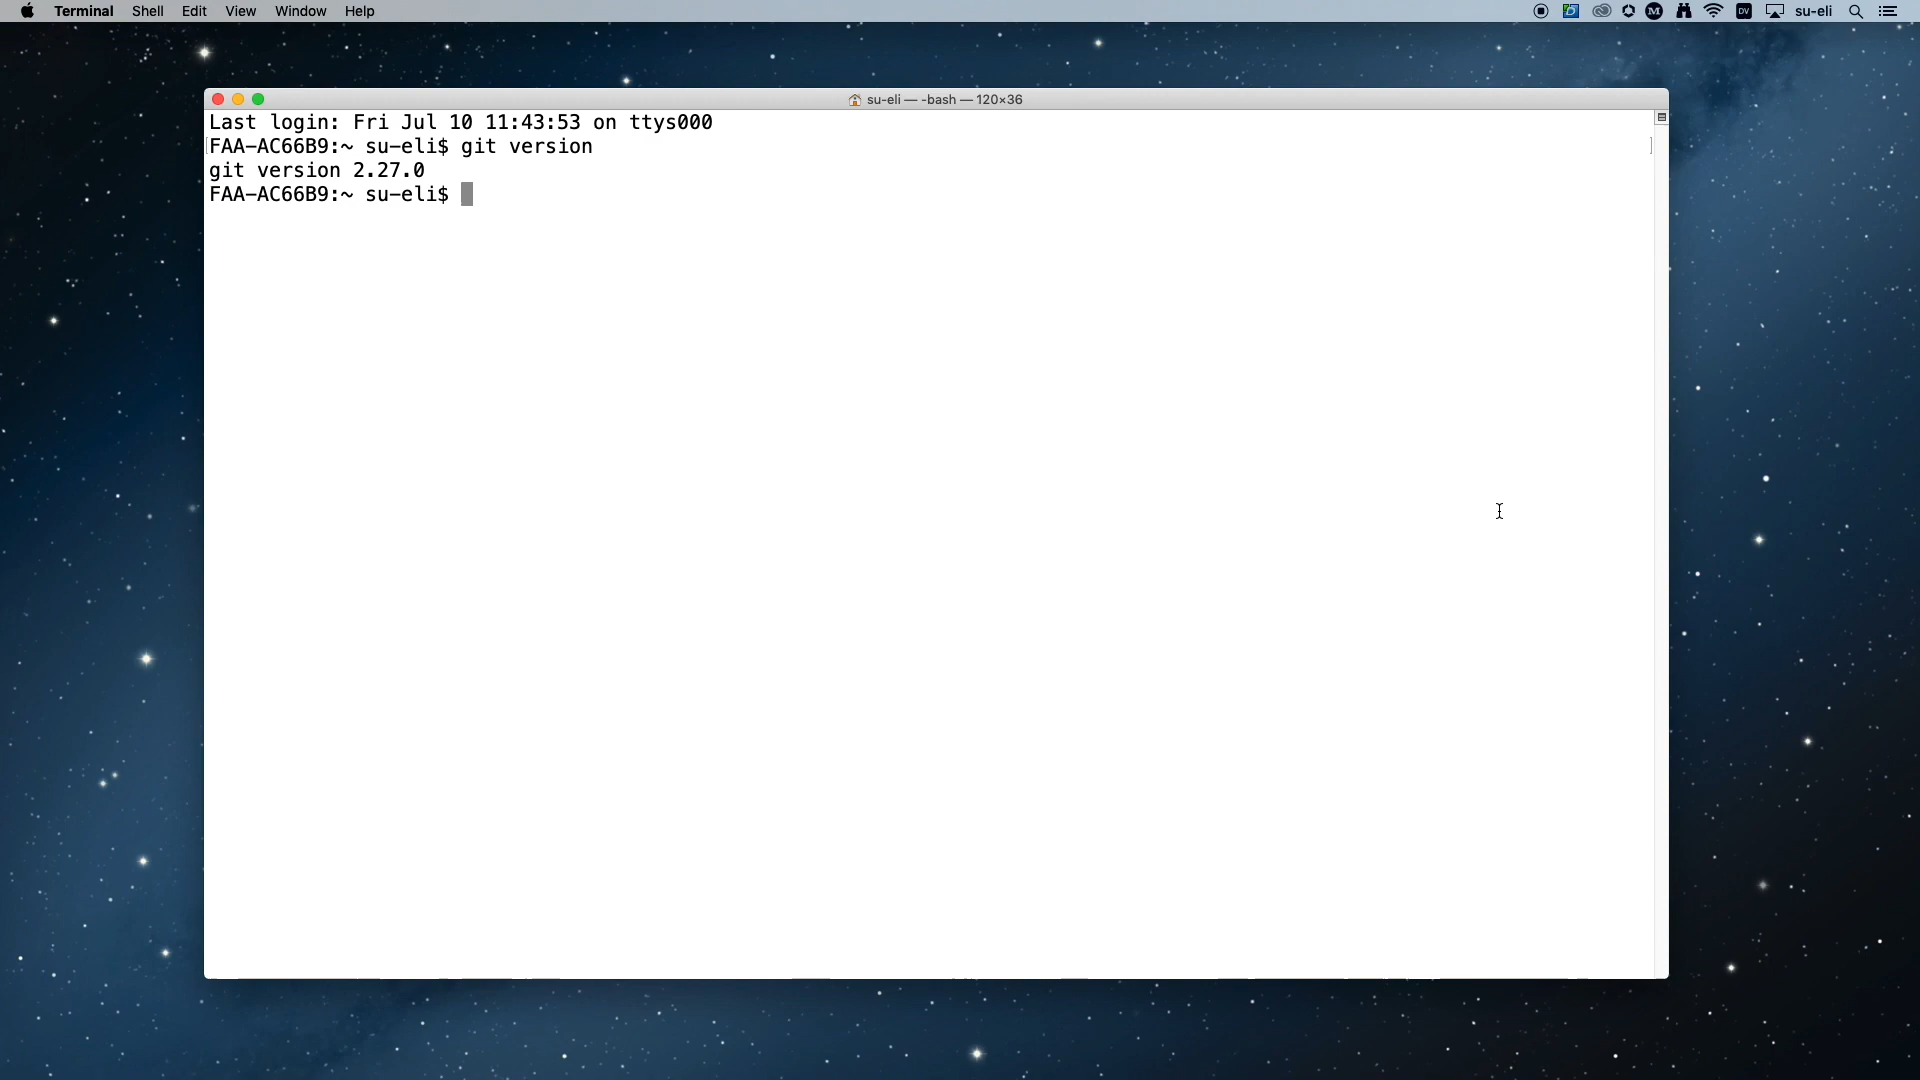 Terminal Shell Edit View Window Help DV su-eli
su-eli — -bash — 120×36
Last login: Fri Jul 10 11:43:53 on ttys000
FAA-AC66B9:~ su-eli$ git version
git version 2.27.0
FAA-AC66B9:~ su-eli$